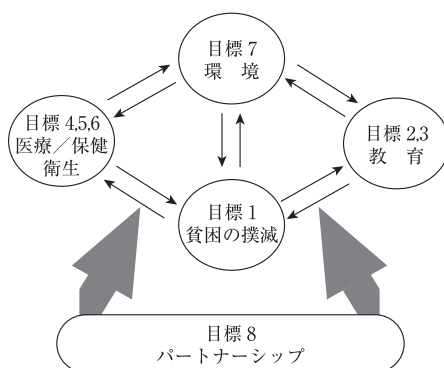 目標 7
環　境
目標 4,5,6
医療／保健
衛生
目標 2,3
教　育
目標 1
貧困の撲滅
目標 8
パートナーシップ